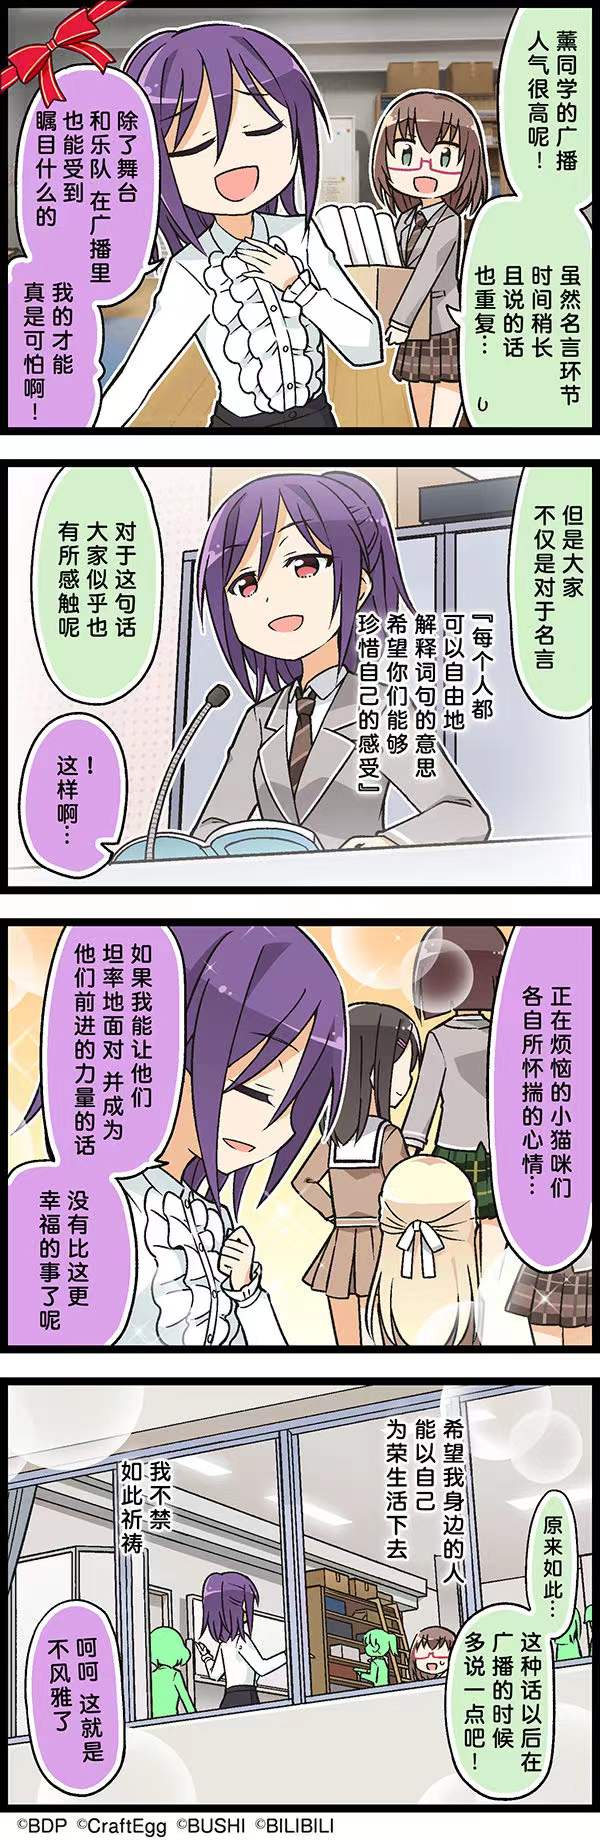 薰同学的广播
人气很高呢！
虽然名言环节
时间稍长
且说的话
也重复…
除了舞台
和乐队 在广播里
也能受到
瞩目什么的
我的才能
真是可怕啊！
但是大家
不仅是对于名言
『每个人都
可以自由地
解释词句的意思
希望你们能够
珍惜自己的感受』
对于这句话
大家似乎也
有所感触呢
！
这样啊…
正在烦恼的小猫咪们
各自所怀揣的心情…
如果我能让他们
坦率地面对 并成为
他们前进的力量的话
没有比这更
幸福的事了呢
希望我身边的人
能以自己
为荣生活下去
我不禁
如此祈祷
原来如此…
这种话以后在
广播的时候
多说一点吧！
呵呵 这就是
不风雅了
©BDP ©CraftEgg ©BUSHI ©BILIBILI